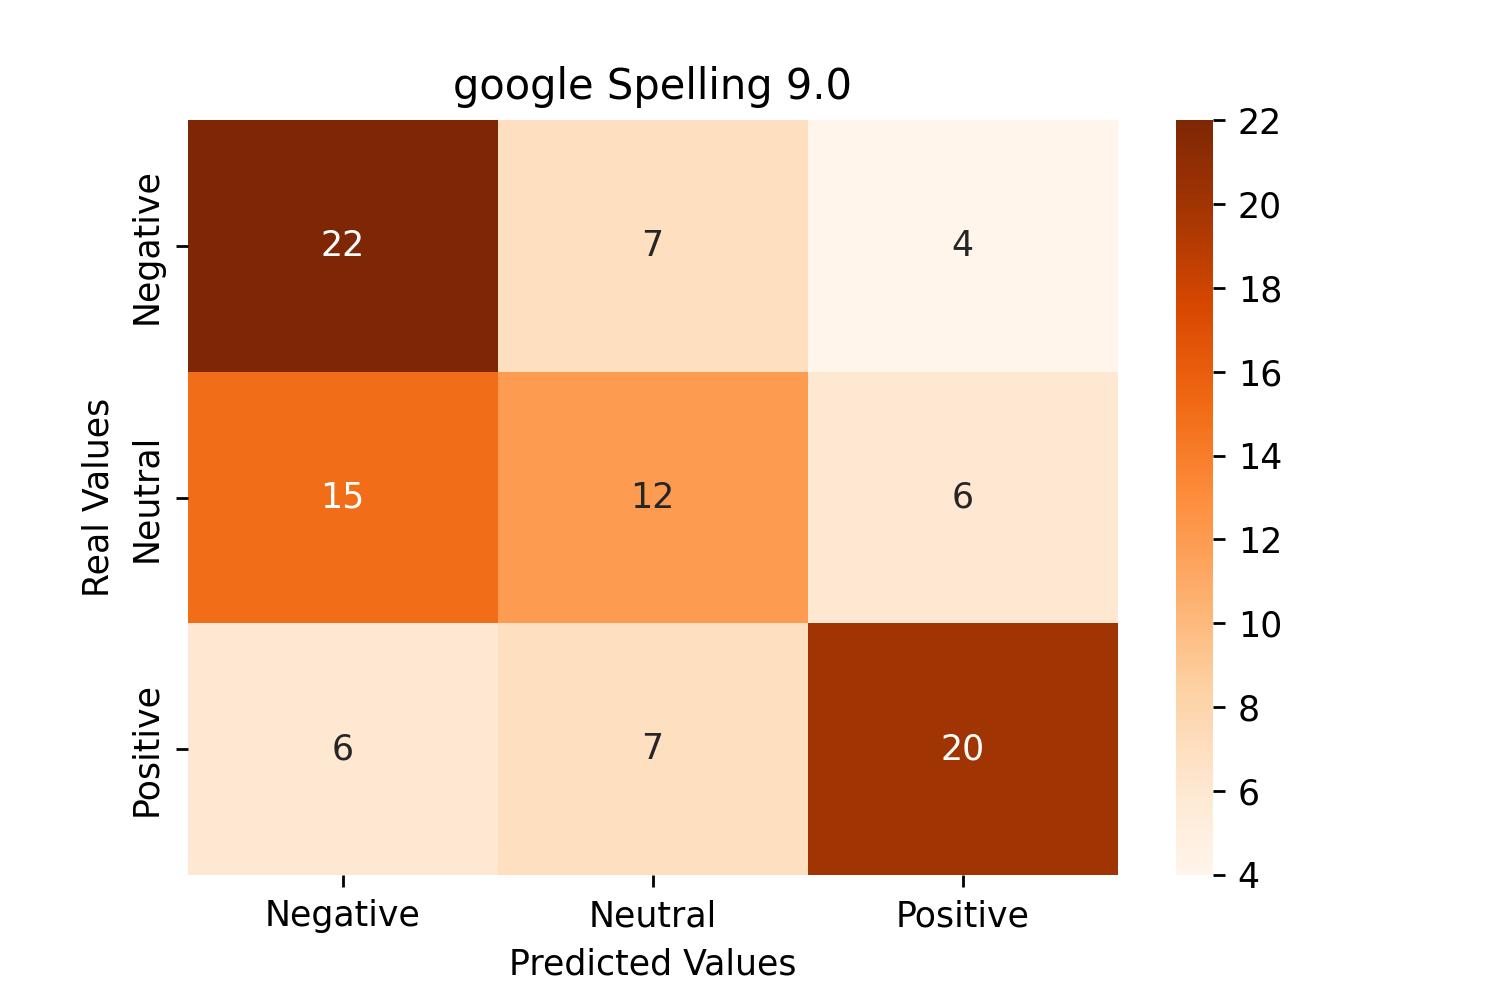 google Spelling 9.0
Real Values
Negative
22 7 4
Neutral
15 12 6
Positive
6 7 20
Negative Neutral Positive
Predicted Values
22
20
18
16
14
12
10
8
6
4